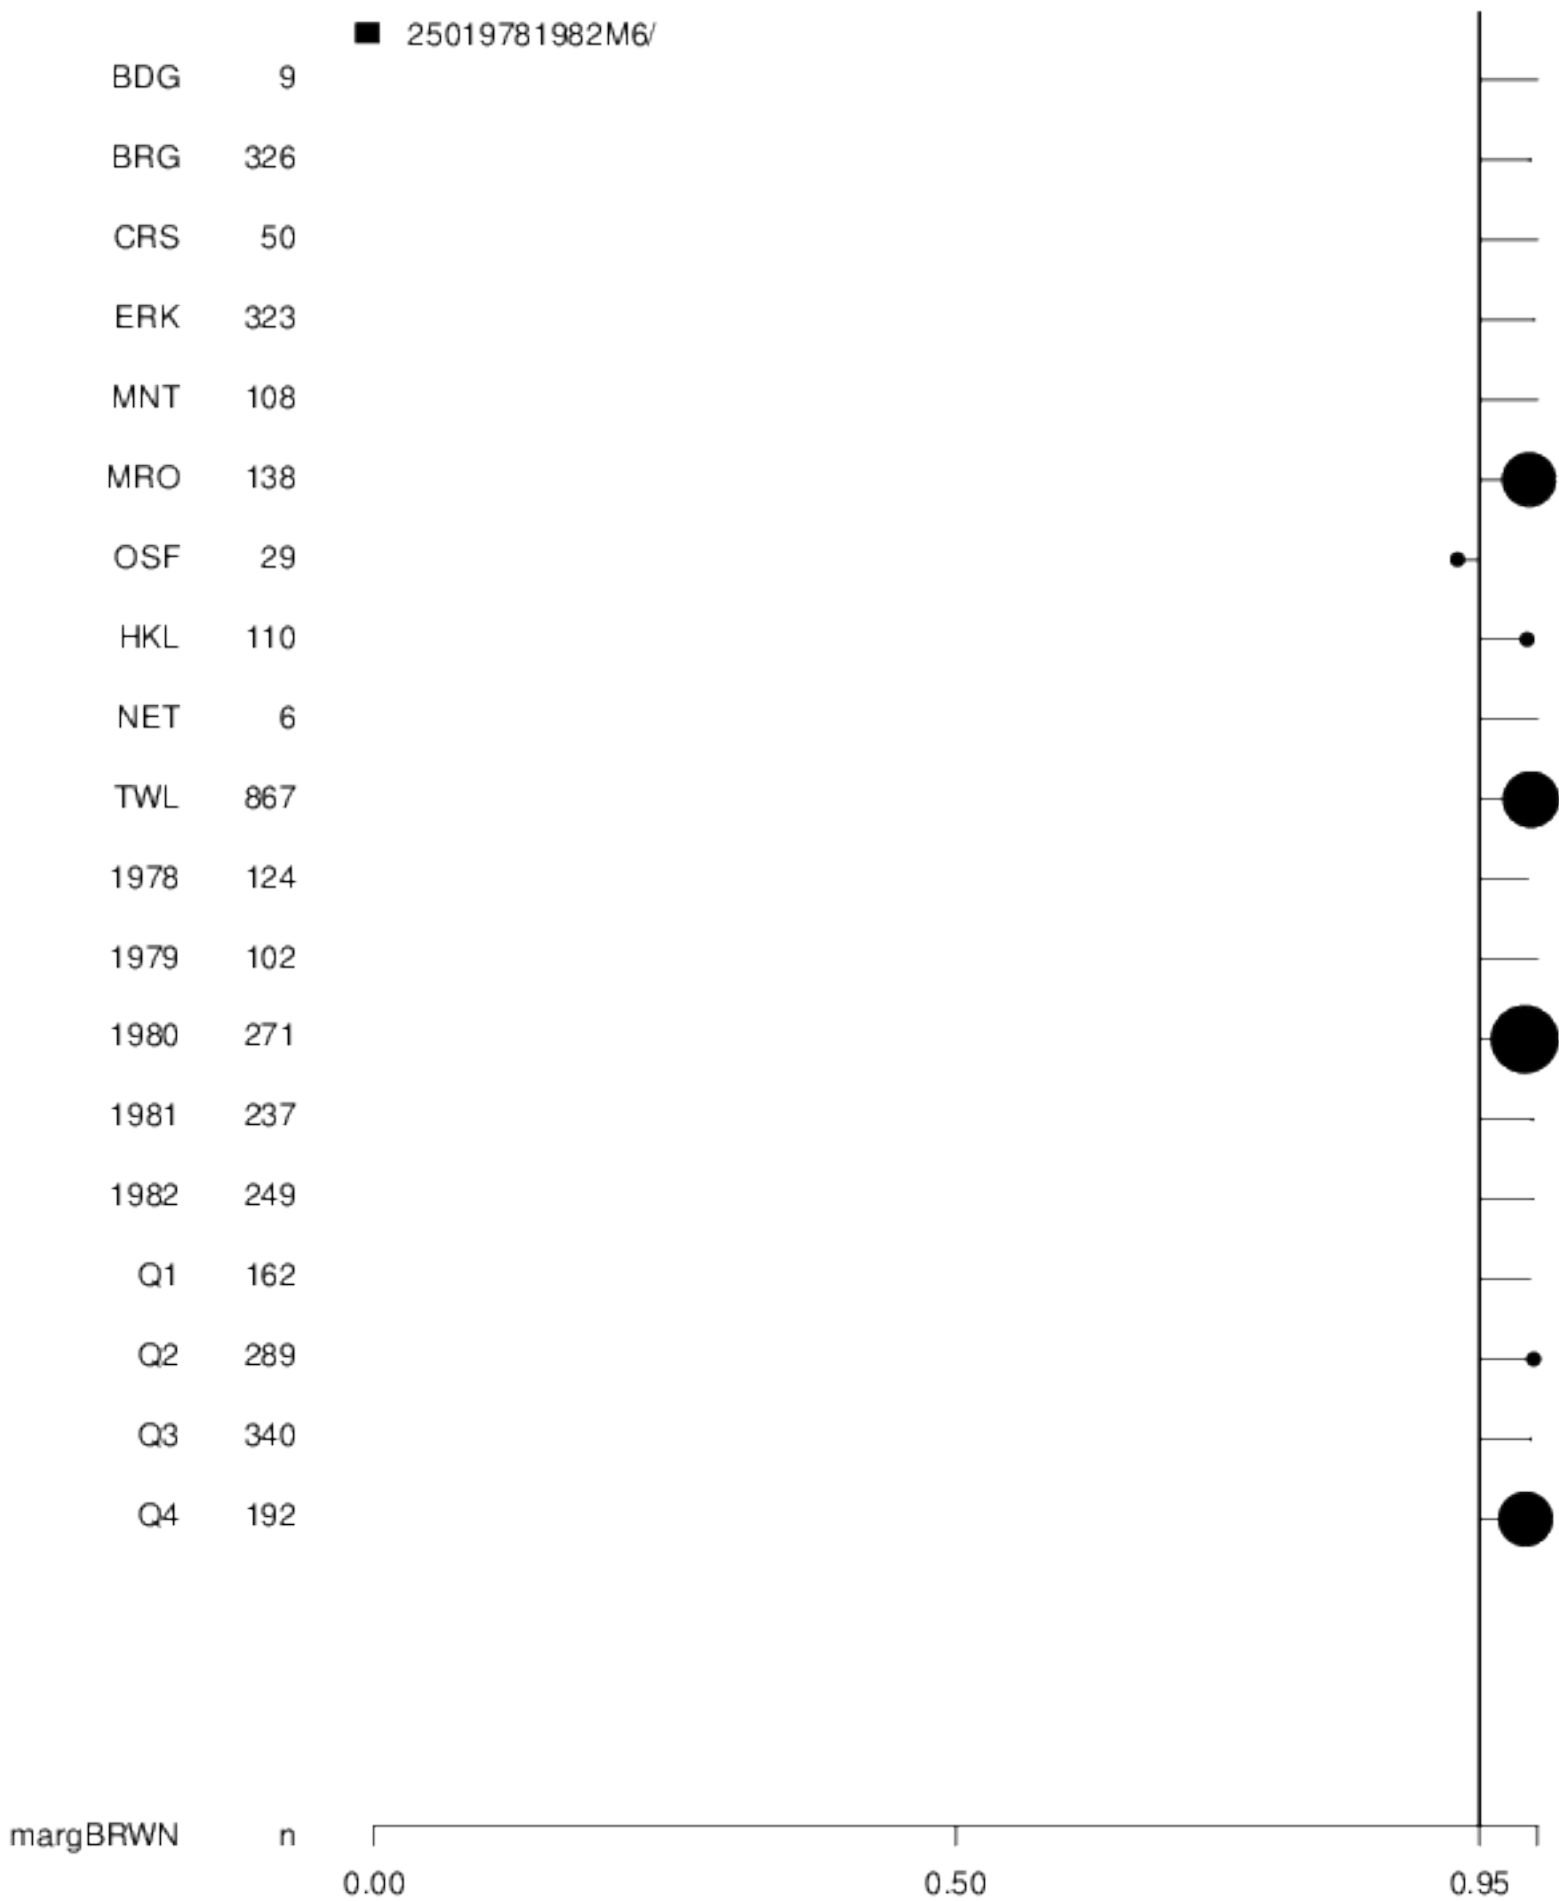 25019781982M6/
BDG 9
BRG 326
CRS 50
ERK 323
MNT 108
MRO 138
OSF 29
HKL 110
NET 6
TWL 867
1978 124
1979 102
1980 271
1981 237
1982 249
Q1 162
Q2 289
Q3 340
Q4 192
margBRWN n
0.00 0.50 0.95